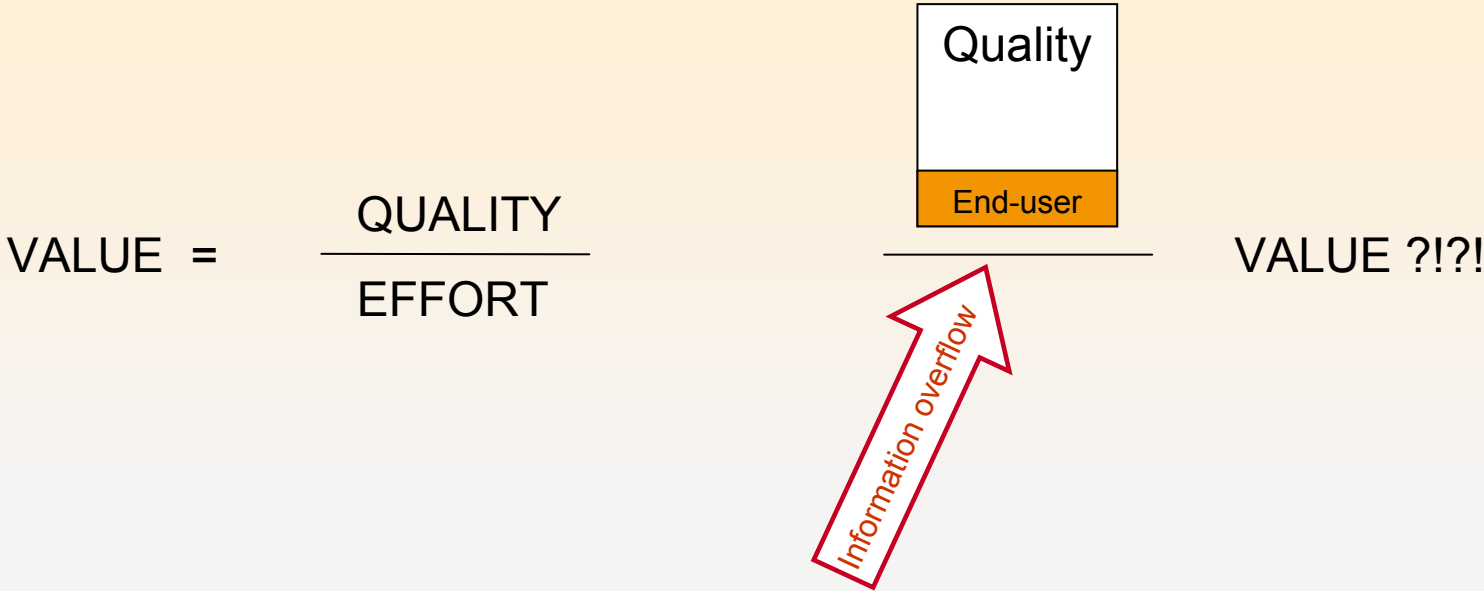 VALUE =
QUALITY
EFFORT
Quality
End-user
Information overflow
VALUE ?!?!